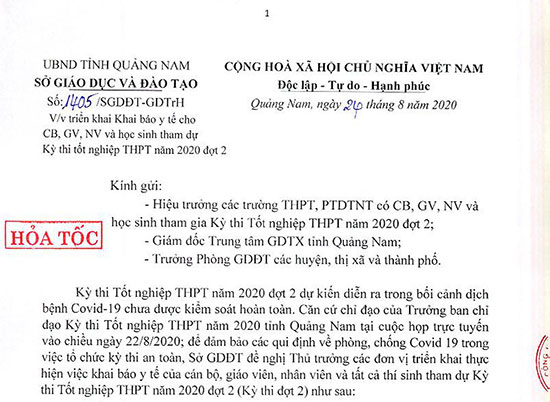 1
UBND TỈNH QUẢNG NAM
SỞ GIÁO DỤC VÀ ĐÀO TẠO
Số: 1405 /SGDĐT-GDTrH
V/v triển khai Khai báo y tế cho
CB, GV, NV và học sinh tham dự
Kỳ thi tốt nghiệp THPT năm 2020 đợt 2
CỘNG HOÀ XÃ HỘI CHỦ NGHĨA VIỆT NAM
Độc lập - Tự do - Hạnh phúc
Quảng Nam, ngày 24 tháng 8 năm 2020
HỎA TỐC
Kính gửi:
- Hiệu trưởng các trường THPT, PTDTNT có CB, GV, NV và
học sinh tham gia Kỳ thi Tốt nghiệp THPT năm 2020 đợt 2;
- Giám đốc Trung tâm GDTX tỉnh Quảng Nam;
- Trưởng Phòng GDĐT các huyện, thị xã và thành phố.
Kỳ thi Tốt nghiệp THPT năm 2020 đợt 2 dự kiến diễn ra trong bối cảnh dịch
bệnh Covid-19 chưa được kiểm soát hoàn toàn. Căn cứ chỉ đạo của Trưởng ban chỉ
đạo Kỳ thi Tốt nghiệp THPT năm 2020 tỉnh Quảng Nam tại cuộc họp trực tuyến
vào chiều ngày 22/8/2020; để đảm bảo các qui định về phòng, chống Covid 19 trong
việc tổ chức kỳ thi an toàn, Sở GDĐT đề nghị Thủ trưởng các đơn vị triển khai thực
hiện việc khai báo y tế của cán bộ, giáo viên, nhân viên và tất cả thí sinh tham dự Kỳ
thi Tốt nghiệp THPT năm 2020 đợt 2 (Kỳ thi đợt 2) như sau: